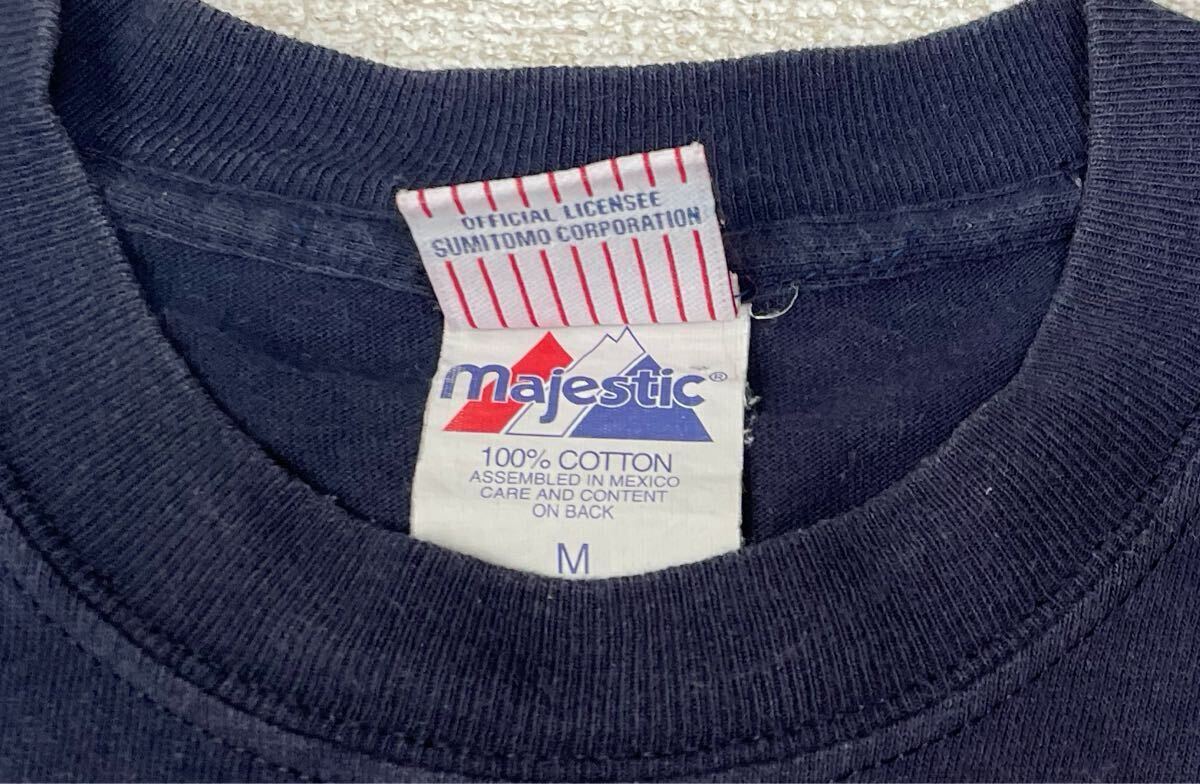 OFFICIAL LICENSEE
SUMITOMO CORPORATION
majestic®
100% COTTON
ASSEMBLED IN MEXICO
CARE AND CONTENT
ON BACK
M